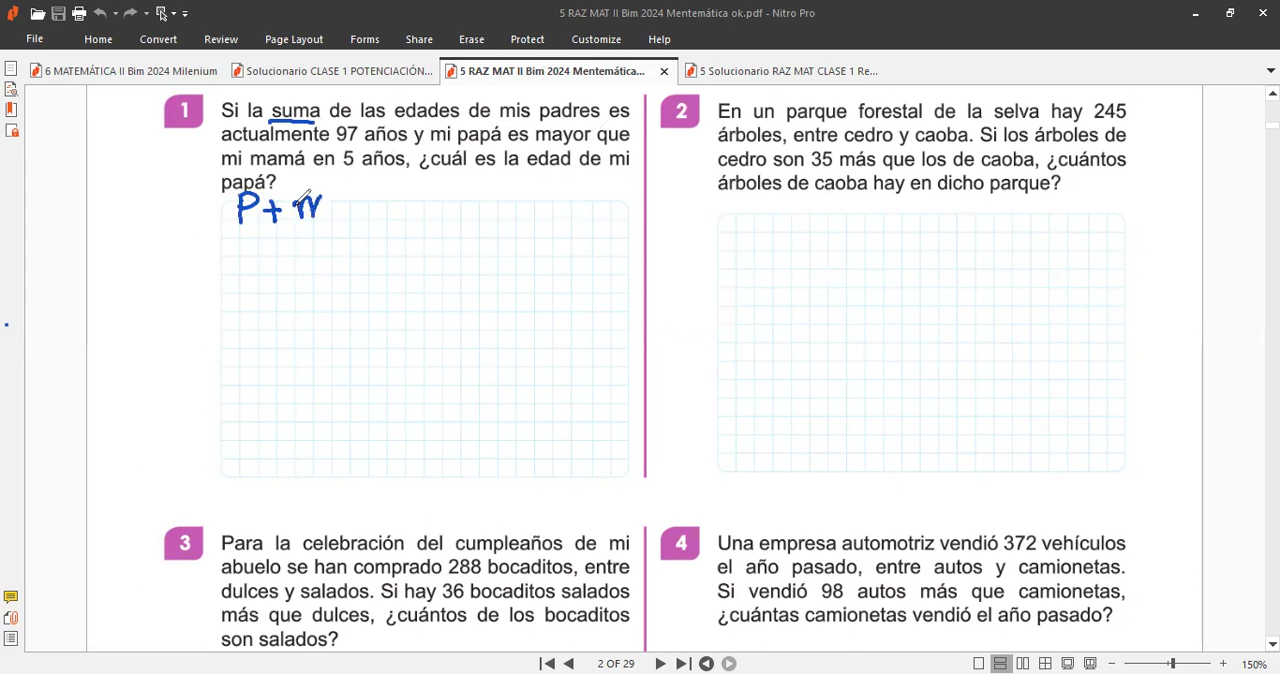 5 RAZ MAT II Bim 2024 Mentemática ok.pdf - Nitro Pro
File Home Convert Review Page Layout Forms Share Erase Protect Customize Help
6 MATEMÁTICA II Bim 2024 Milenium
Solucionario CLASE 1 POTENCIACIÓN...
5 RAZ MAT II Bim 2024 Mentemática...
5 Solucionario RAZ MAT CLASE 1 Re...
1
Si la suma de las edades de mis padres es
actualmente 97 años y mi papá es mayor que
mi mamá en 5 años, ¿cuál es la edad de mi
papá?
P + m
2
En un parque forestal de la selva hay 245
árboles, entre cedro y caoba. Si los árboles de
cedro son 35 más que los de caoba, ¿cuántos
árboles de caoba hay en dicho parque?
3
Para la celebración del cumpleaños de mi
abuelo se han comprado 288 bocaditos, entre
dulces y salados. Si hay 36 bocaditos salados
más que dulces, ¿cuántos de los bocaditos
son salados?
4
Una empresa automotriz vendió 372 vehículos
el año pasado, entre autos y camionetas.
Si vendió 98 autos más que camionetas,
¿cuántas camionetas vendió el año pasado?
2 OF 29
150%